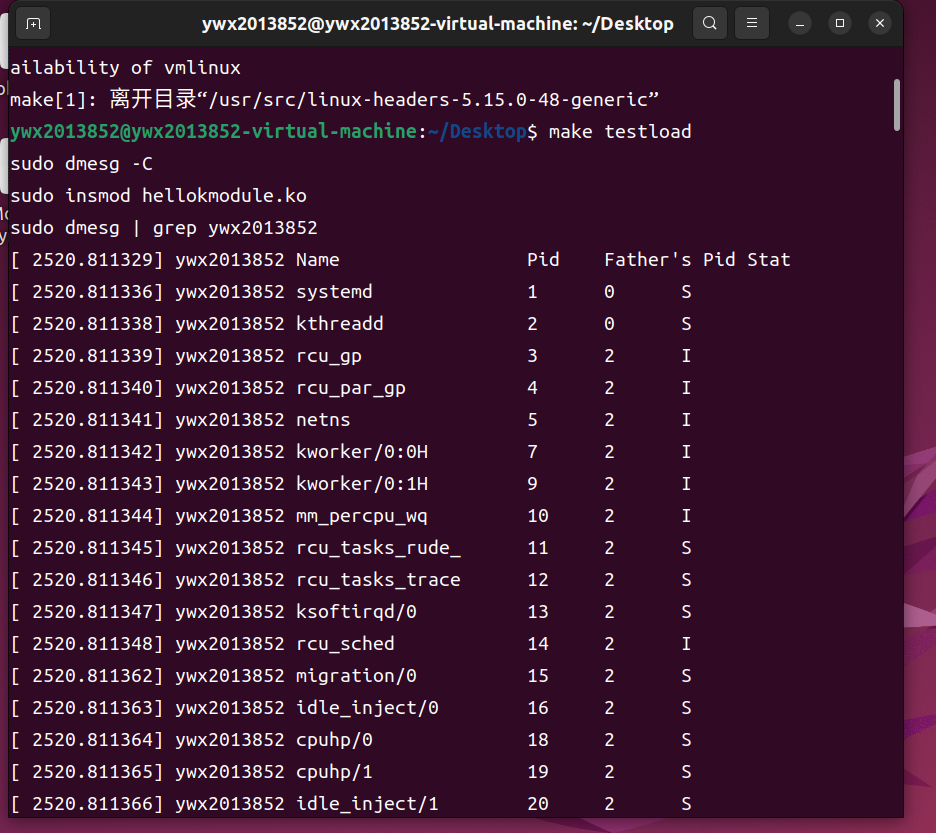 ywx2013852@ywx2013852-virtual-machine: ~/Desktop
ailability of vmlinux
make[1]: 离开目录“/usr/src/linux-headers-5.15.0-48-generic”
ywx2013852@ywx2013852-virtual-machine:~/Desktop$ make testload
sudo dmesg -C
sudo insmod hellokmodule.ko
sudo dmesg | grep ywx2013852
[ 2520.811329] ywx2013852 Name Pid Father's Pid Stat
[ 2520.811336] ywx2013852 systemd 1 0 S
[ 2520.811338] ywx2013852 kthreadd 2 0 S
[ 2520.811339] ywx2013852 rcu_gp 3 2 I
[ 2520.811340] ywx2013852 rcu_par_gp 4 2 I
[ 2520.811341] ywx2013852 netns 5 2 I
[ 2520.811342] ywx2013852 kworker/0:0H 7 2 I
[ 2520.811343] ywx2013852 kworker/0:1H 9 2 I
[ 2520.811344] ywx2013852 mm_percpu_wq 10 2 I
[ 2520.811345] ywx2013852 rcu_tasks_rude_ 11 2 S
[ 2520.811346] ywx2013852 rcu_tasks_trace 12 2 S
[ 2520.811347] ywx2013852 ksoftirqd/0 13 2 S
[ 2520.811348] ywx2013852 rcu_sched 14 2 I
[ 2520.811362] ywx2013852 migration/0 15 2 S
[ 2520.811363] ywx2013852 idle_inject/0 16 2 S
[ 2520.811364] ywx2013852 cpuhp/0 18 2 S
[ 2520.811365] ywx2013852 cpuhp/1 19 2 S
[ 2520.811366] ywx2013852 idle_inject/1 20 2 S